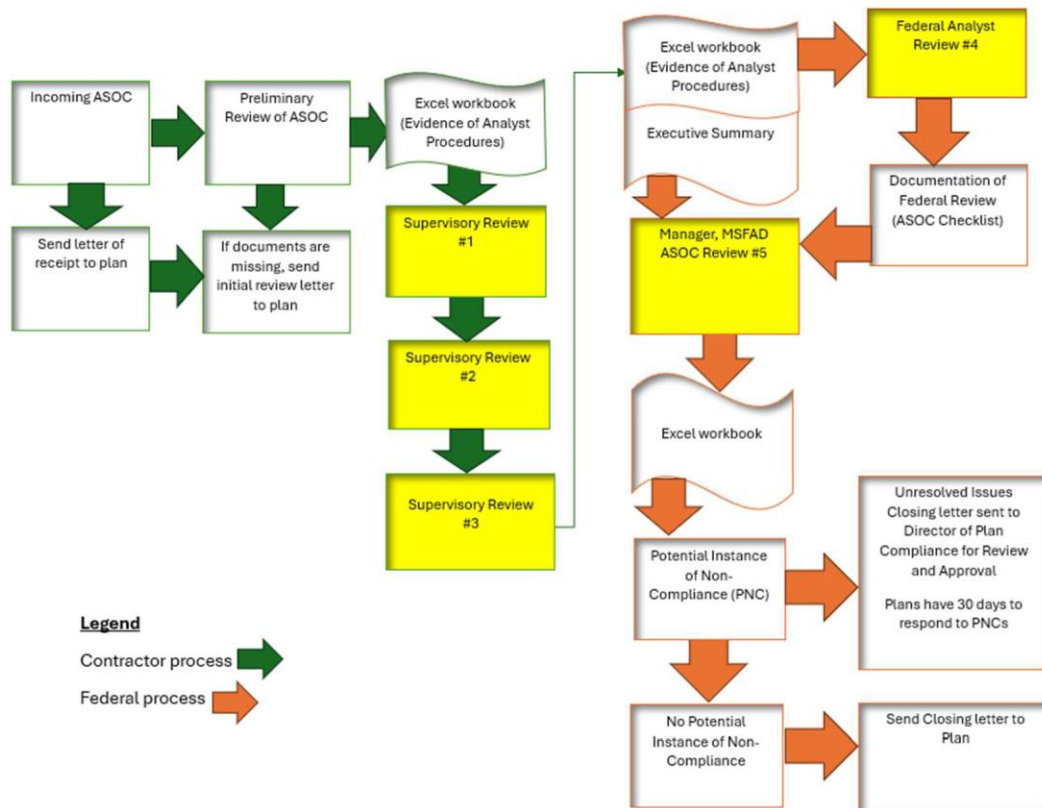 Incoming ASOC
Preliminary
Review of ASOC
Excel workbook
(Evidence of Analyst
Procedures)
Send letter of
receipt to plan
If documents are
missing, send
initial review letter
to plan
Supervisory Review
#1
Supervisory Review
#2
Supervisory Review
#3
Excel workbook
(Evidence of Analyst
Procedures)
Executive Summary
Federal Analyst
Review #4
Documentation of
Federal Review
(ASOC Checklist)
Manager, MSFAD
ASOC Review #5
Excel workbook
Potential Instance
of Non-
Compliance (PNC)
Unresolved Issues
Closing letter sent to
Director of Plan
Compliance for Review
and Approval
Plans have 30 days to
respond to PNCs
No Potential
Instance of Non-
Compliance
Send Closing letter to
Plan
Legend
Contractor process
Federal process